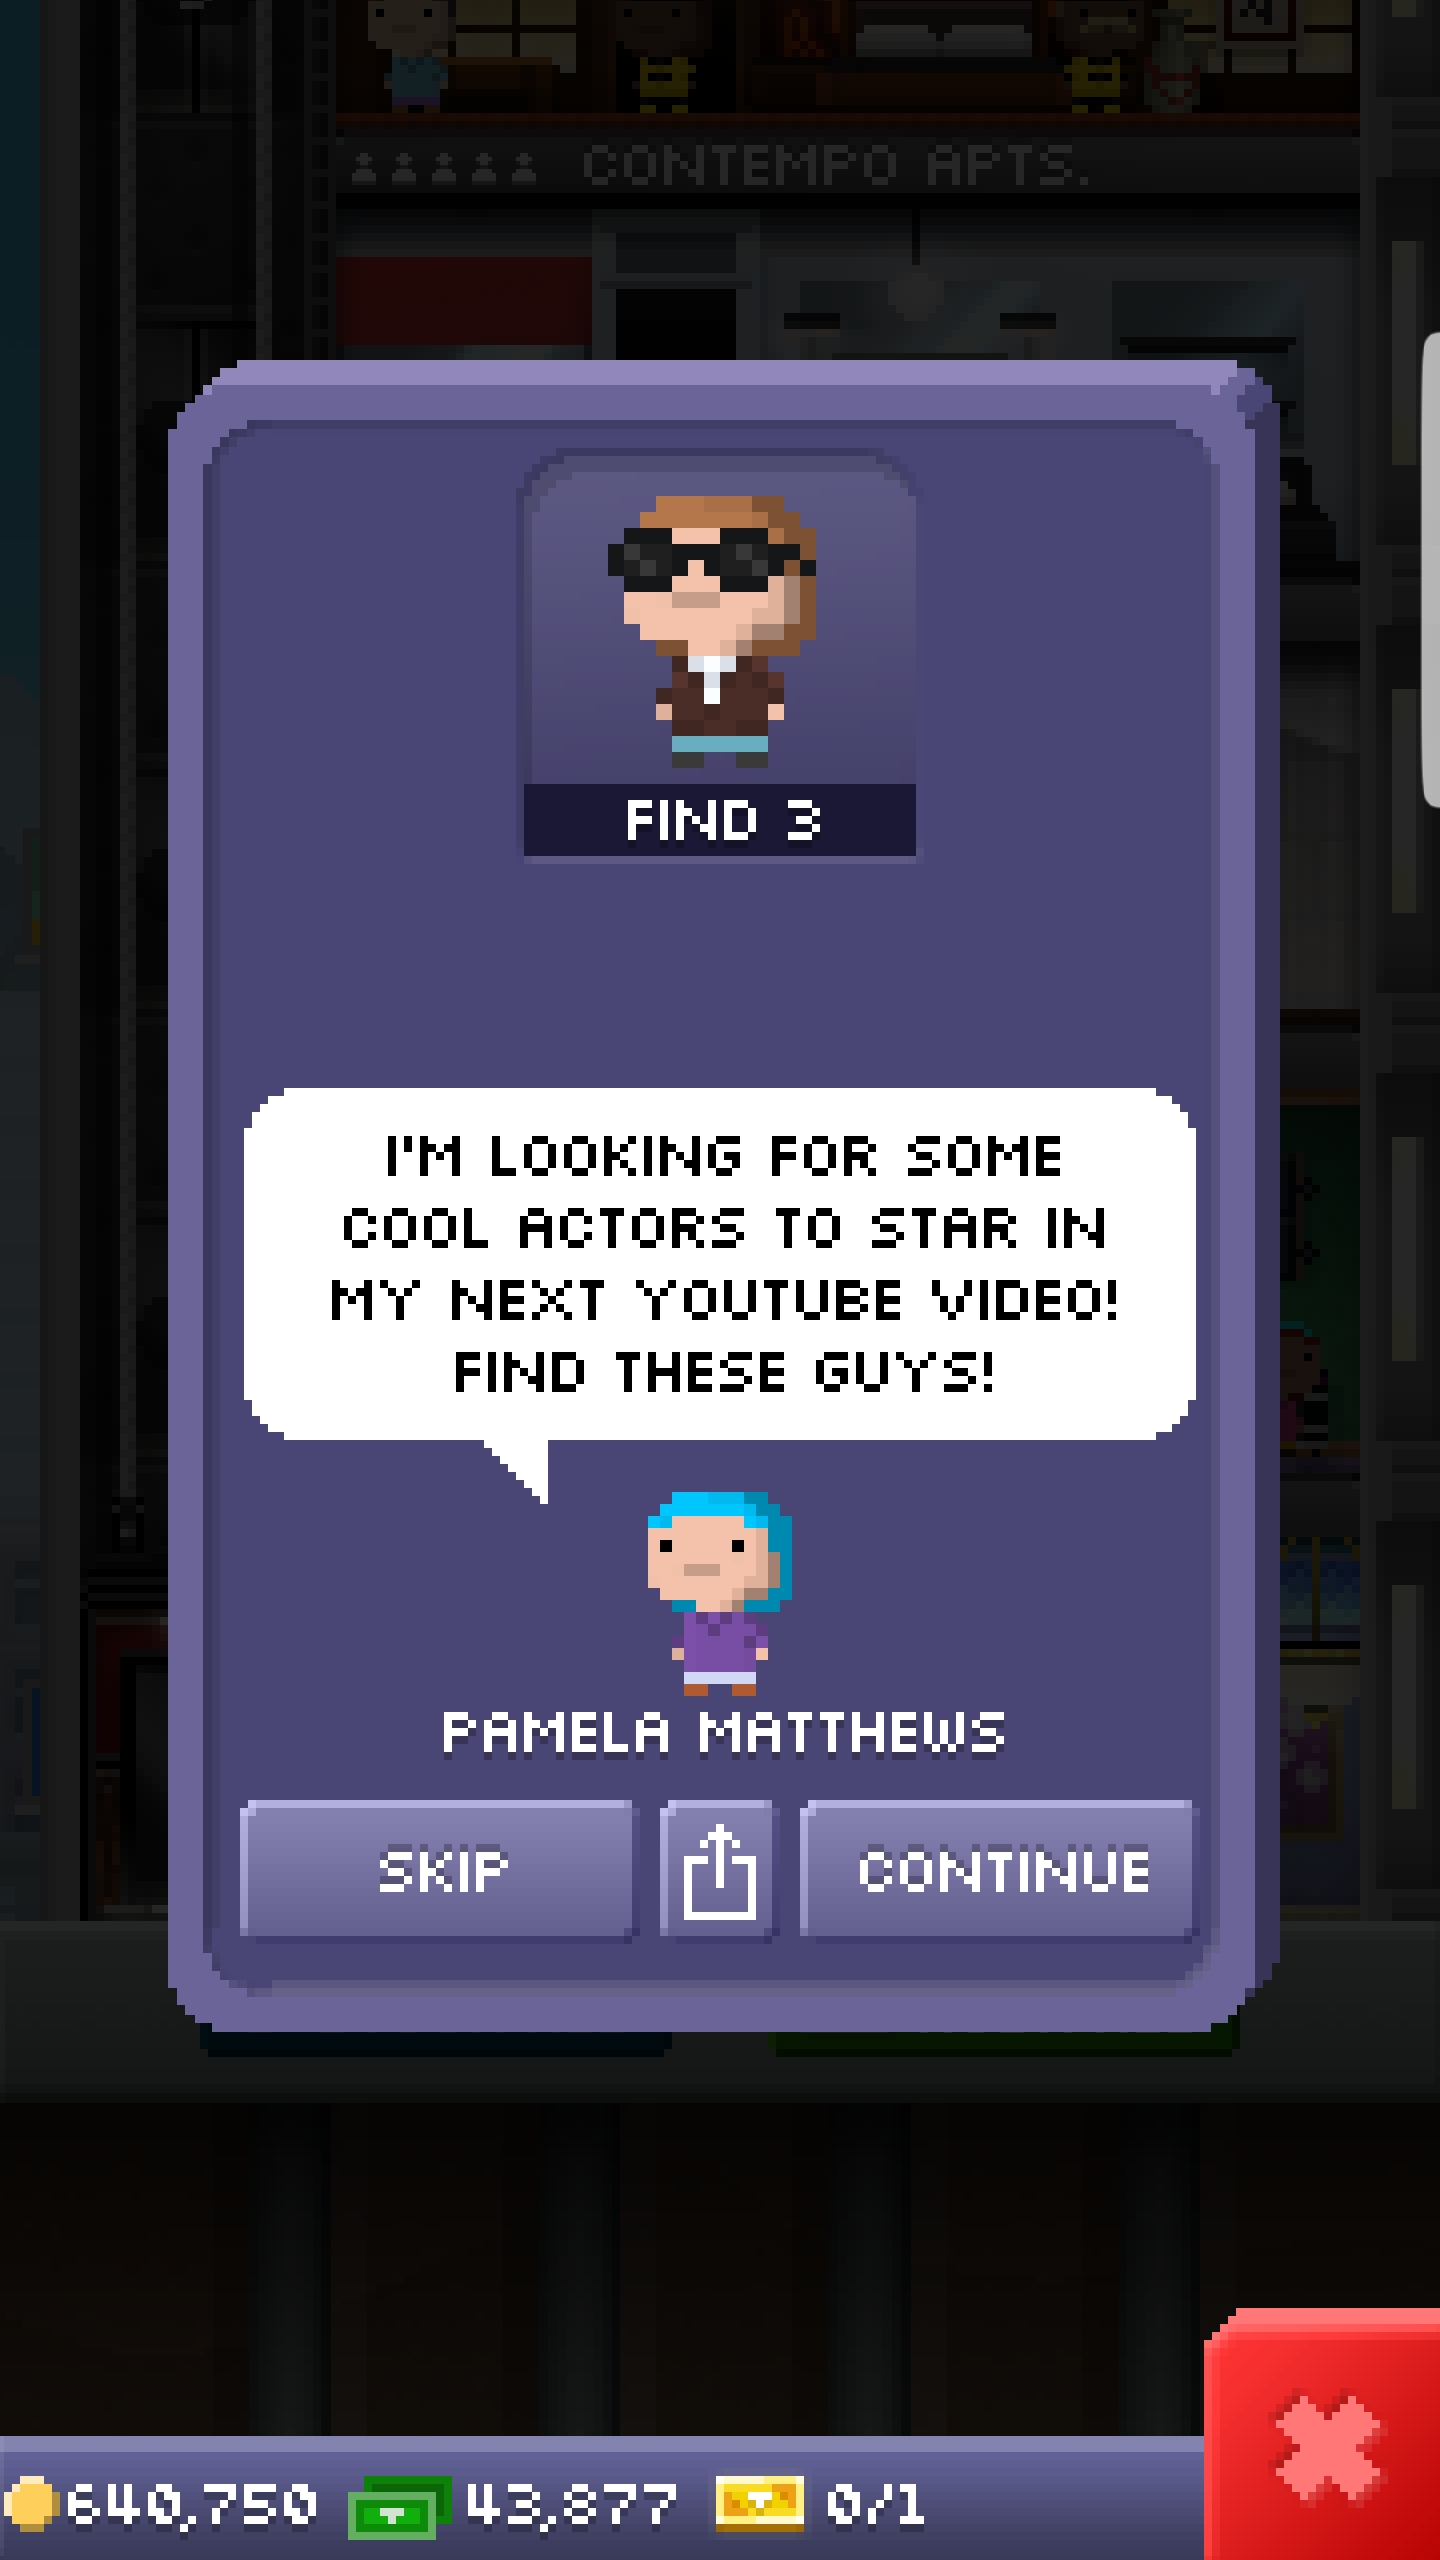 CONTEMPO APTS.
FIND 3
I'M LOOKING FOR SOME
COOL ACTORS TO STAR IN
MY NEXT YOUTUBE VIDEO!
FIND THESE GUYS!
PAMELA MATTHEWS
SKIP
CONTINUE
640,750 43,877 0/1